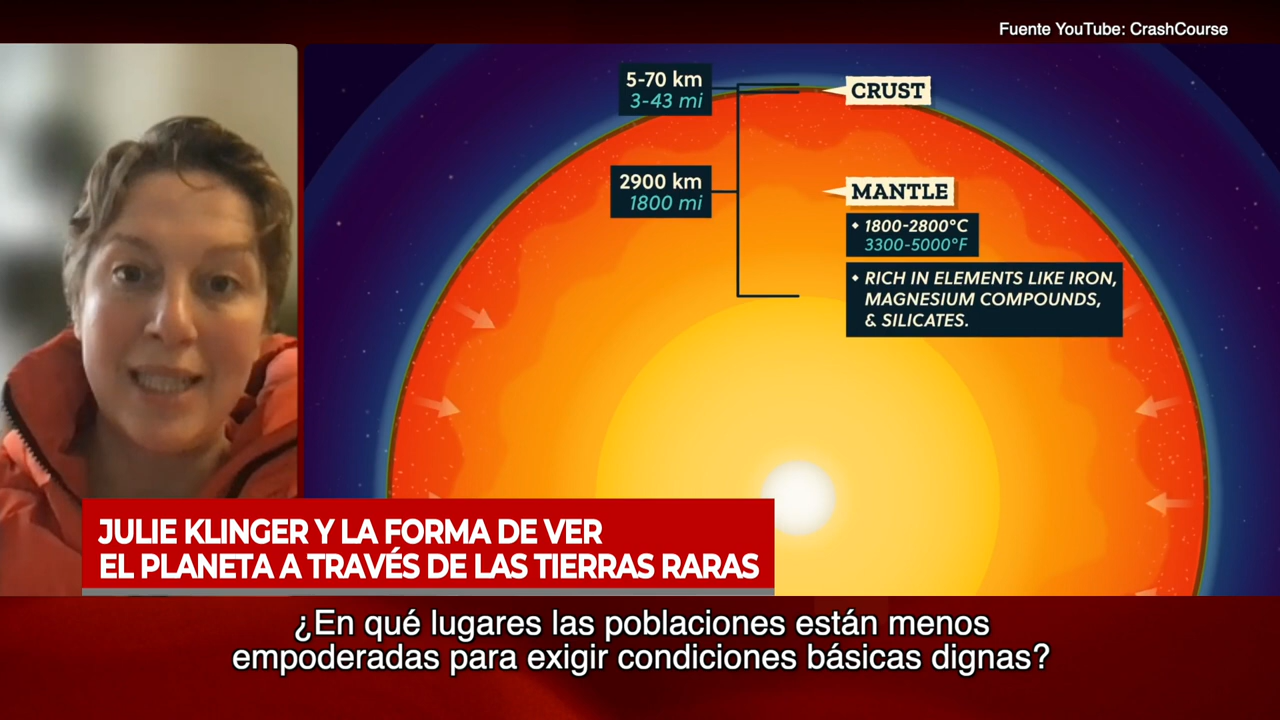 Fuente YouTube: CrashCourse
5-70 km
3-43 mi
CRUST
2900 km
1800 mi
MANTLE
1800-2800°C
3300-5000°F
RICH IN ELEMENTS LIKE IRON,
MAGNESIUM COMPOUNDS,
& SILICATES.
JULIE KLINGER Y LA FORMA DE VER
EL PLANETA A TRAVÉS DE LAS TIERRAS RARAS
¿En qué lugares las poblaciones están menos
empoderadas para exigir condiciones básicas dignas?